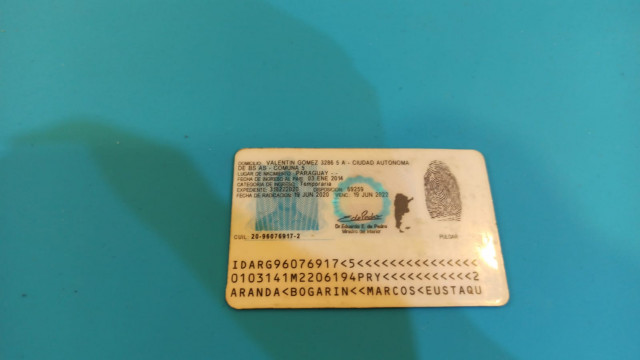 DOMICILIO: VALENTIN GOMEZ 3286 5 A - CIUDAD AUTONOMA
DE BS AS - COMUNA 5
LUGAR DE NACIMIENTO: PARAGUAY
FECHA DE INGRESO AL PAIS: 03 ENE 2014
CATEGORIA DE INGRESO: Temporaria
EXPEDIENTE: DISPOSICION: 59259
FECHA DE RADICACION: 19 JUN 2020 VENC. 19 JUN 2022
Dr. Eduardo E. de Pedro
Ministro del Interior
CUIL: 20-96076917-2
PULGAR
IDARG96076917<5<<<<<<<<<<<<<<<
0103141M2206194PRY<<<<<<<<<<<2
ARANDA<BOGARIN<<MARCOS<EUSTAQU